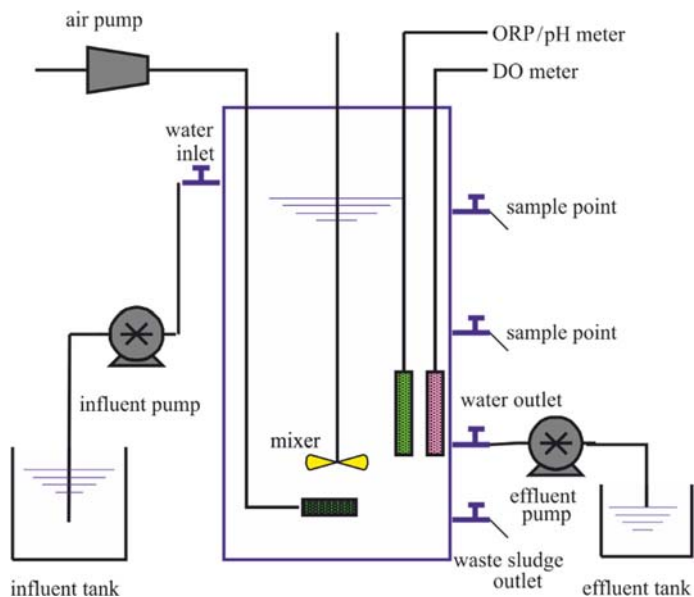 air pump
ORP/pH meter
DO meter
water
inlet
sample point
sample point
influent pump
water outlet
mixer
effluent
pump
waste sludge
outlet
influent tank
effluent tank